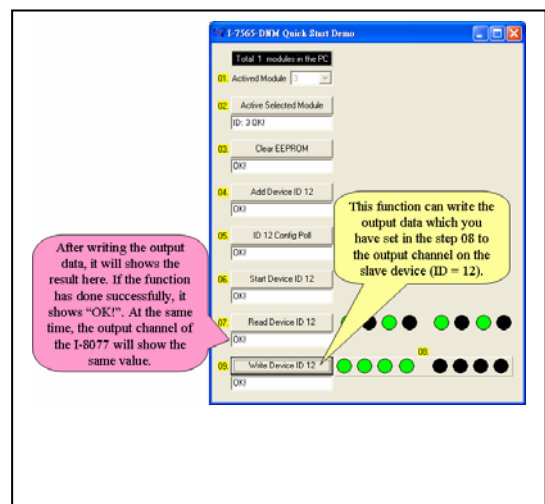 I-7565-DNM Quick Start Demo
Total 1 modules in the PC
01. Actived Module 3
02. Active Selected Module
ID: 3 OK!
03. Clear EEPROM
OK!
04. Add Device ID 12
OK!
05. ID 12 Config Poll
OK!
06. Start Device ID 12
OK!
07. Read Device ID 12
OK!
08.
09. Write Device ID 12
OK!
This function can write the
output data which you
have set in the step 08 to
the output channel on the
slave device (ID = 12).
After writing the output
data, it will shows the
result here. If the function
has done successfully, it
shows “OK!”. At the same
time, the output channel of
the I-8077 will show the
same value.